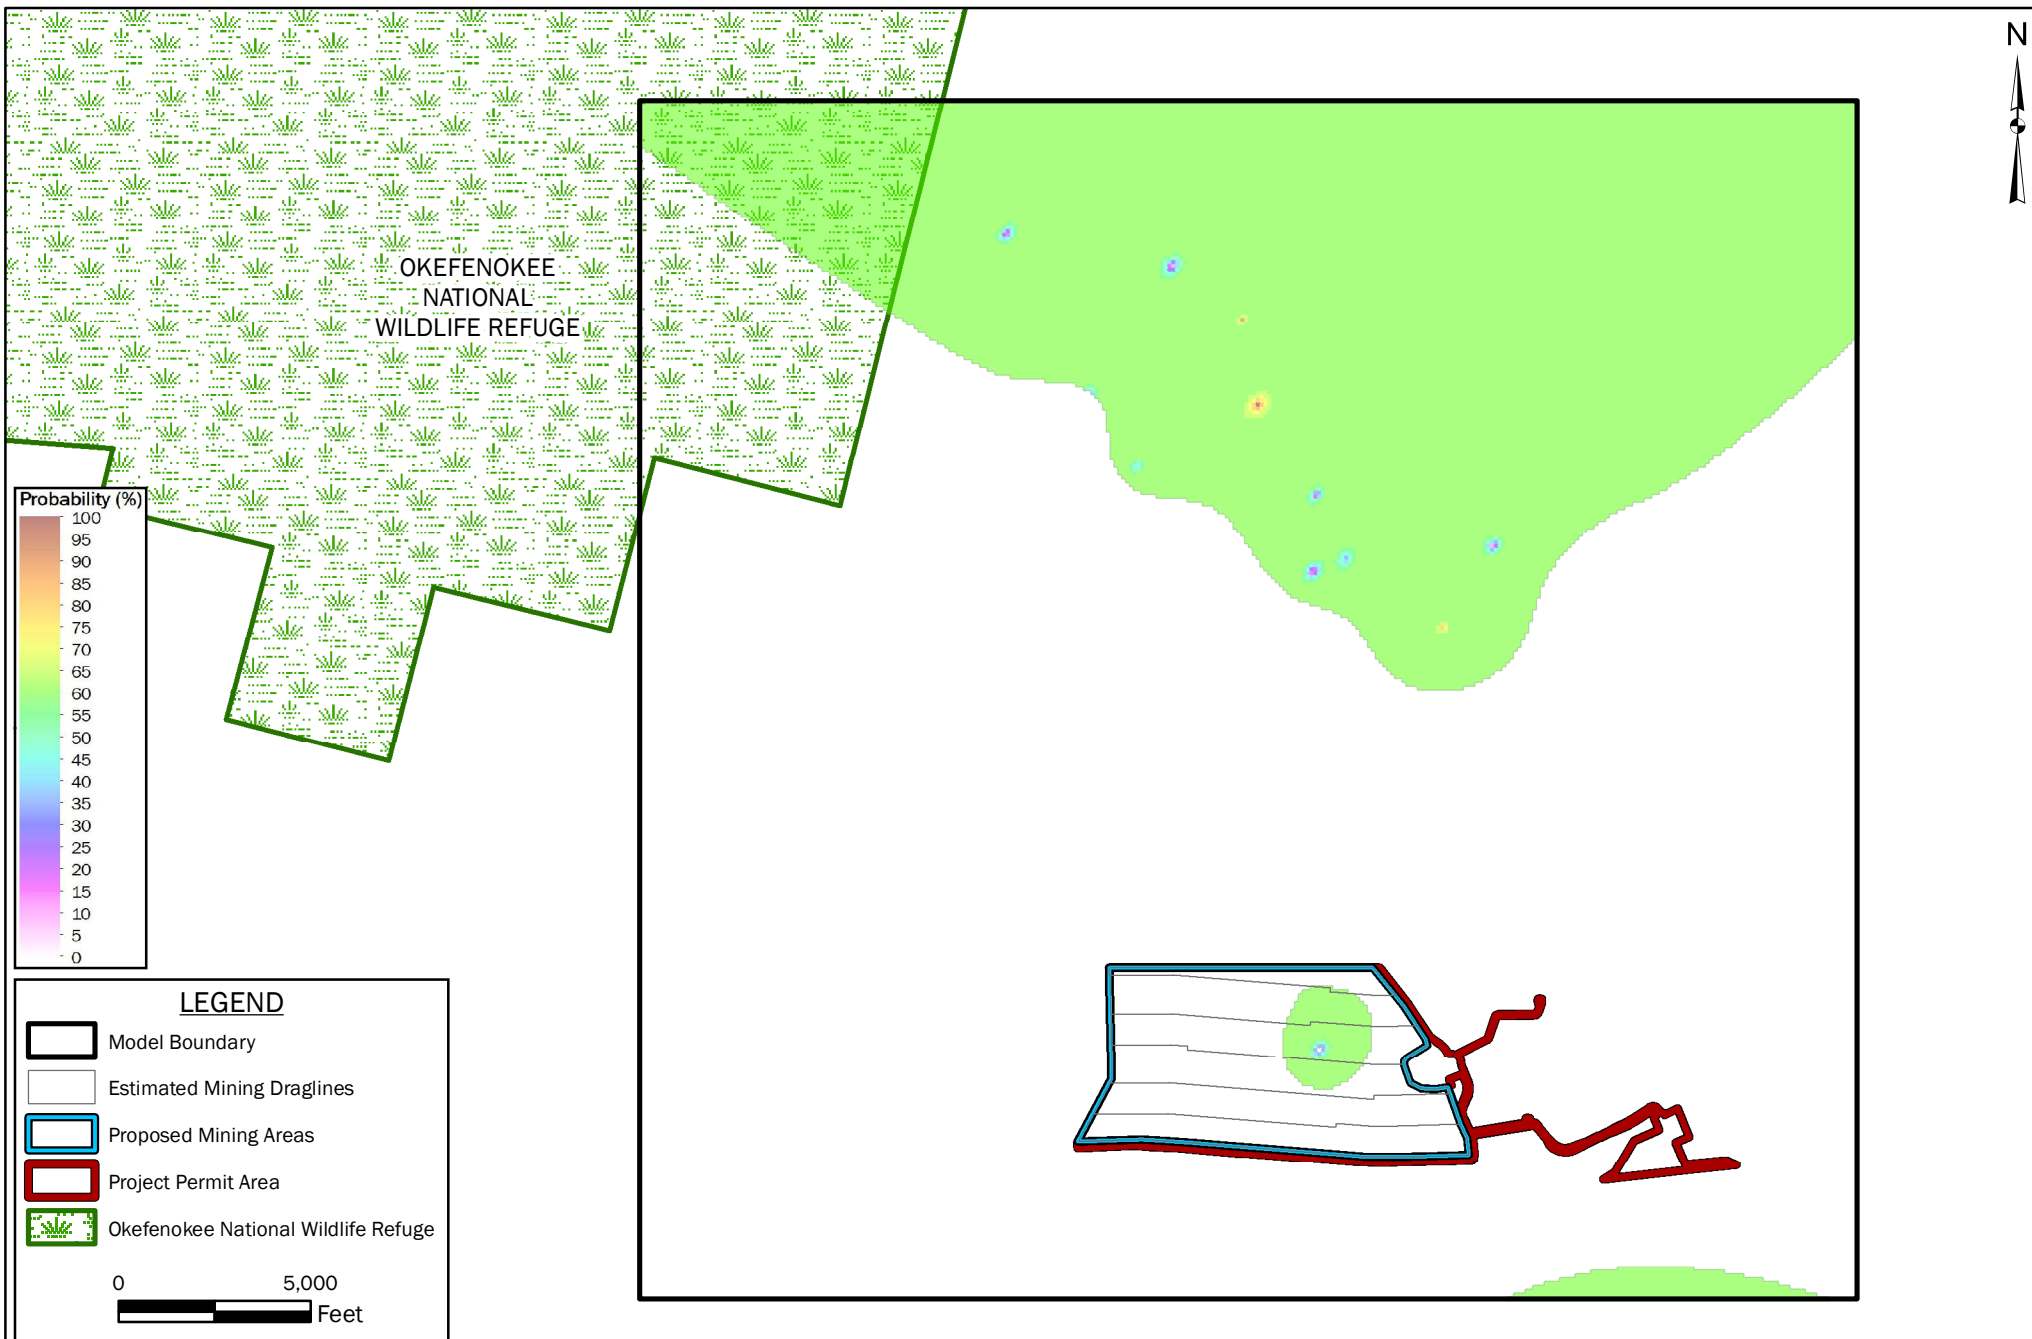 N
OKEFENOKEE
NATIONAL
WILDLIFE REFUGE
Probability (%)
100
95
90
85
80
75
70
65
60
55
50
45
40
35
30
25
20
15
10
5
0
LEGEND
Model Boundary
Estimated Mining Draglines
Proposed Mining Areas
Project Permit Area
Okefenokee National Wildlife Refuge
0 5,000
Feet